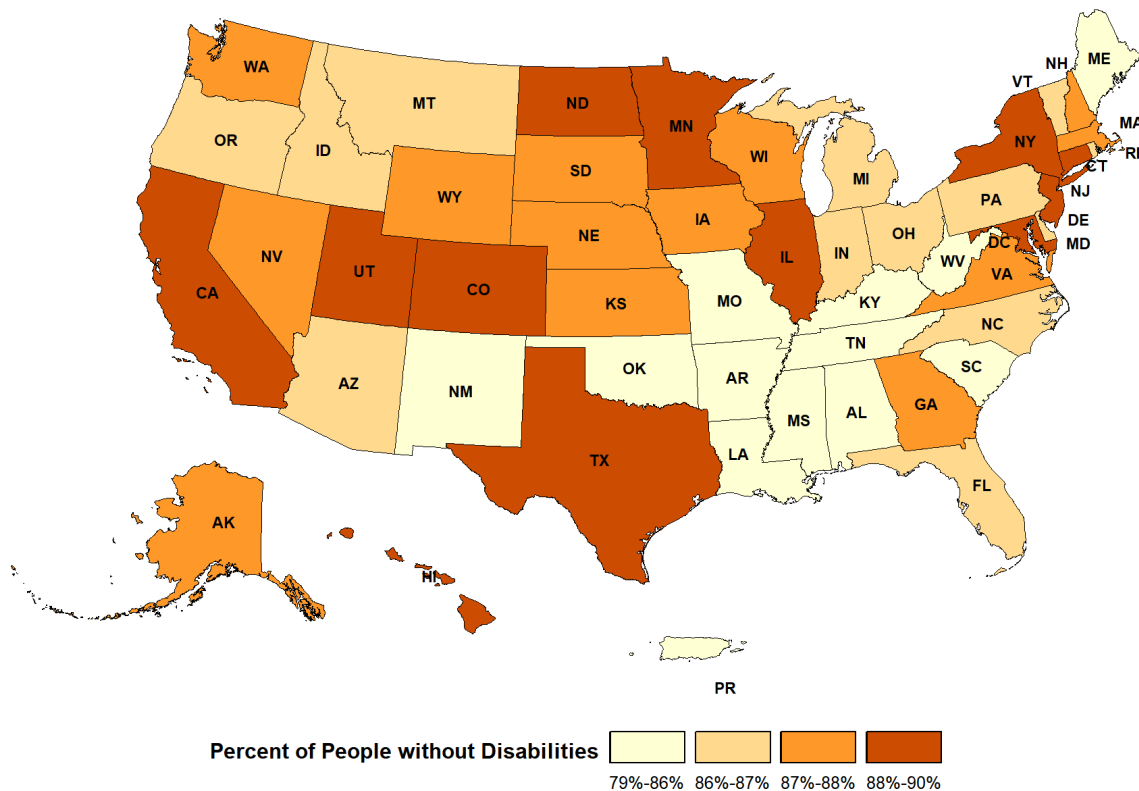 ME
NH
VT
WA
MT
ND
MN
MA
OR
ID
SD
WI
NY
RI
MI
CT
WY
PA
NJ
IA
NE
OH
DE
NV
UT
CO
IL
IN
DC
MD
WV
VA
CA
KS
MO
KY
NC
TN
AZ
NM
OK
AR
SC
MS
AL
GA
LA
TX
FL
AK
HI
PR
Percent of People without Disabilities
79%-86% 86%-87% 87%-88% 88%-90%